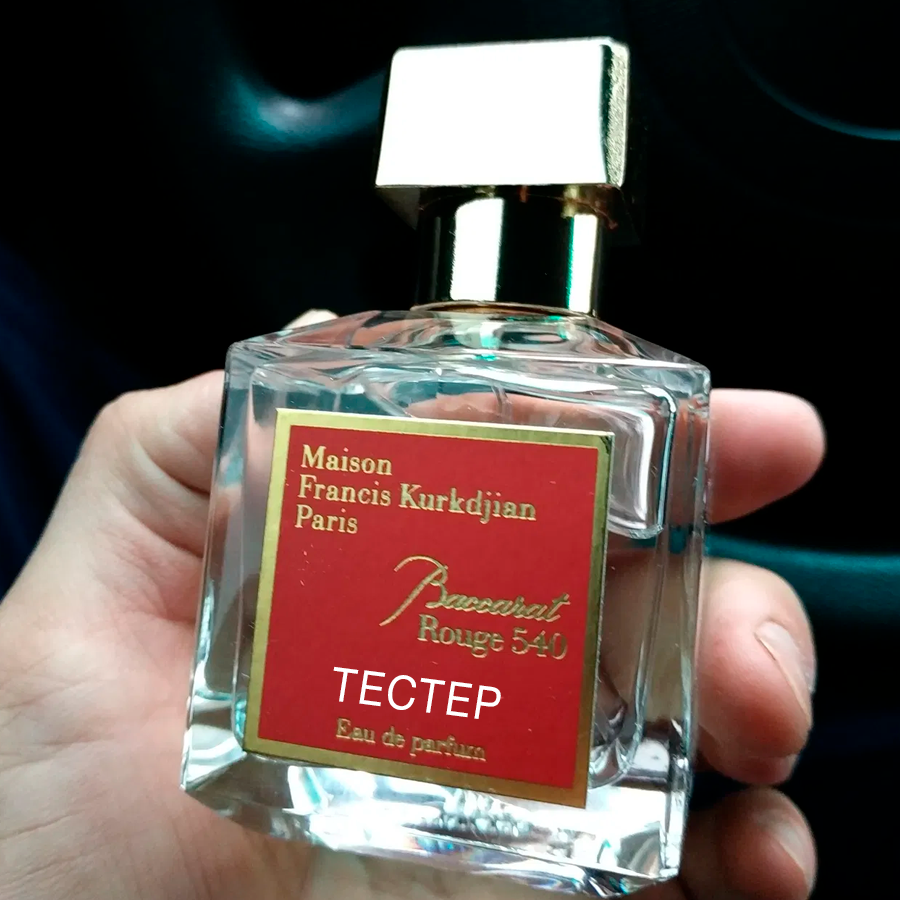 Maison
Francis Kurkdjian
Paris
Baccarat
Rouge 540
ТЕСТЕР
Eau de parfum